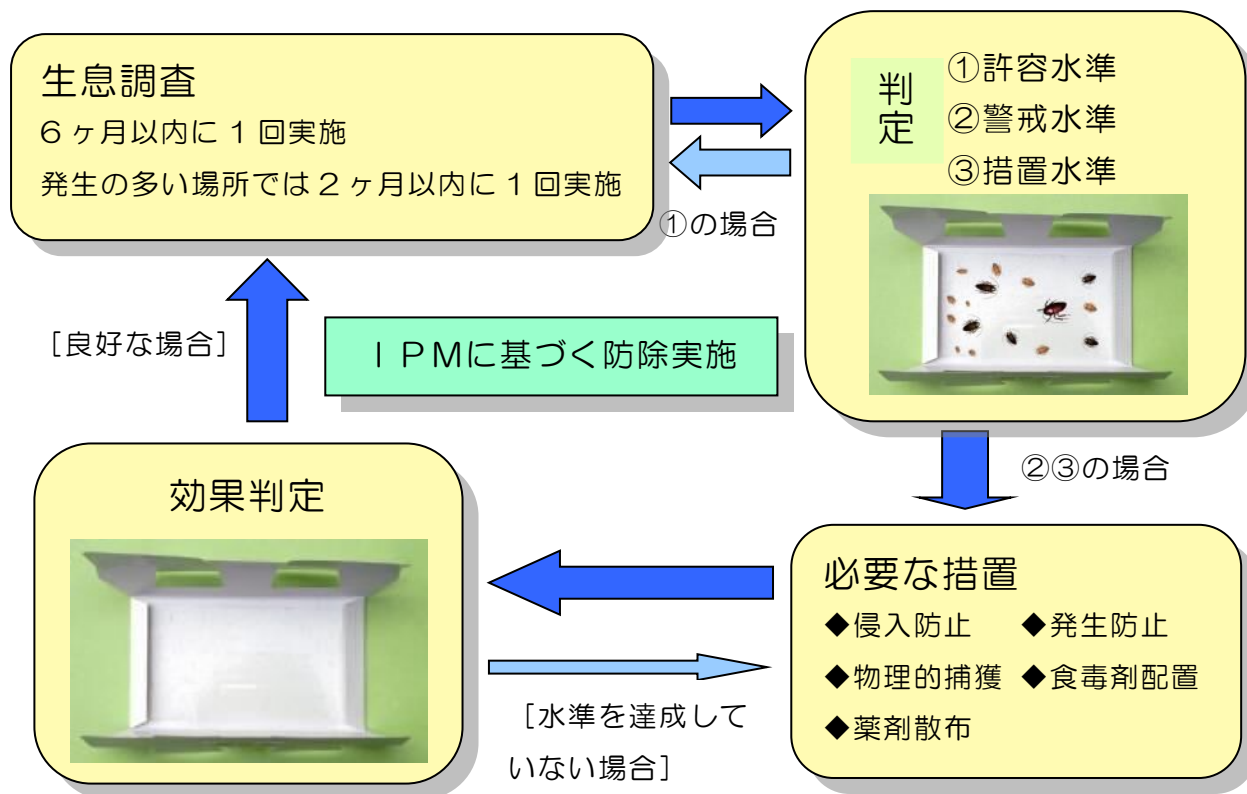 生息調査
6ヶ月以内に1回実施
発生の多い場所では2ヶ月以内に1回実施
判定
①許容水準
②警戒水準
③措置水準
①の場合
[良好な場合]
IPMに基づく防除実施
②③の場合
効果判定
必要な措置
◆侵入防止 ◆発生防止
◆物理的捕獲 ◆食毒剤配置
◆薬剤散布
[水準を達成して
いない場合]